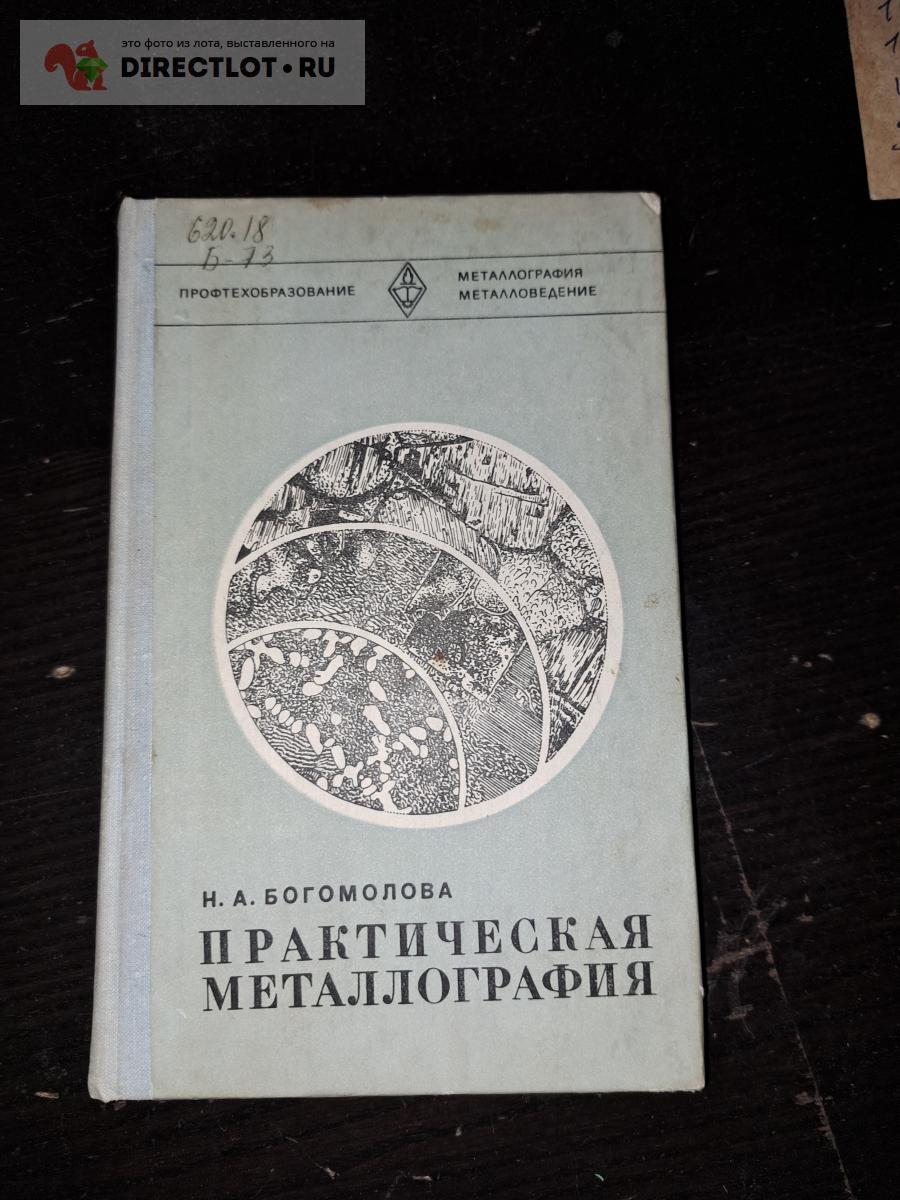 это фото из лота, выставленного на
DIRECTLOT•RU
620.18
Б-73
ПРОФТЕХОБРАЗОВАНИЕ
МЕТАЛЛОГРАФИЯ
МЕТАЛЛОВЕДЕНИЕ
Н. А. БОГОМОЛОВА
ПРАКТИЧЕСКАЯ
МЕТАЛЛОГРАФИЯ